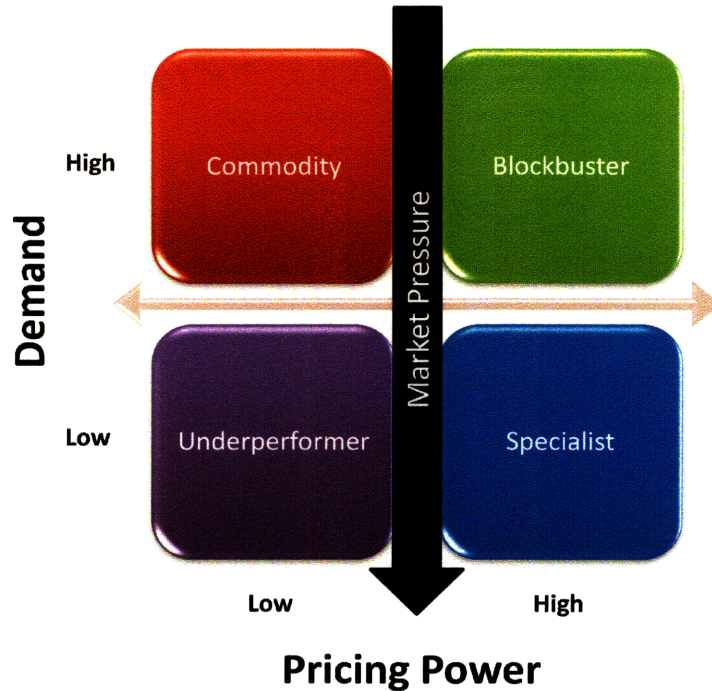 High
Commodity
Blockbuster
Demand
Market Pressure
Low
Underperformer
Specialist
Low
High
Pricing Power